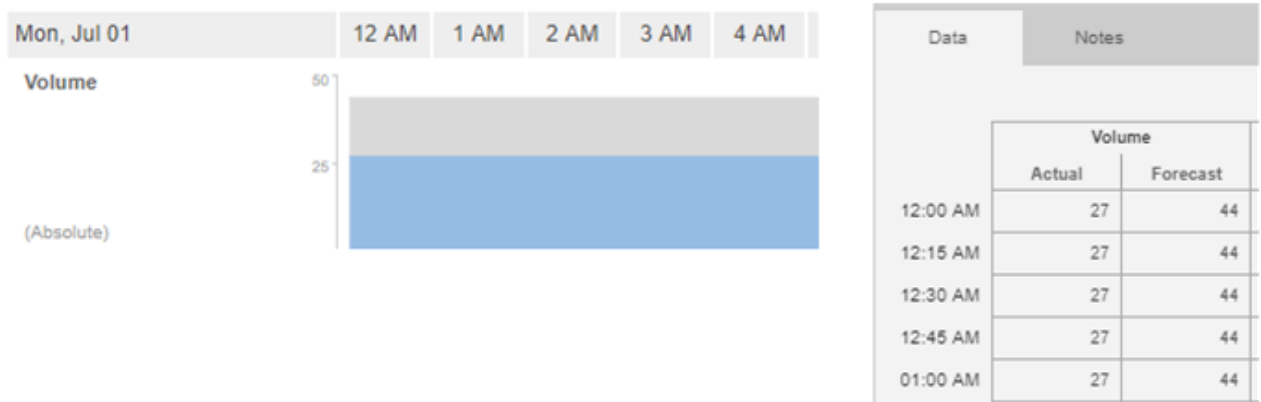 Mon, Jul 01 12 AM 1 AM 2 AM 3 AM 4 AM
Volume
50
25
(Absolute)
Data Notes
Volume
Actual Forecast
12:00 AM 27 44
12:15 AM 27 44
12:30 AM 27 44
12:45 AM 27 44
01:00 AM 27 44